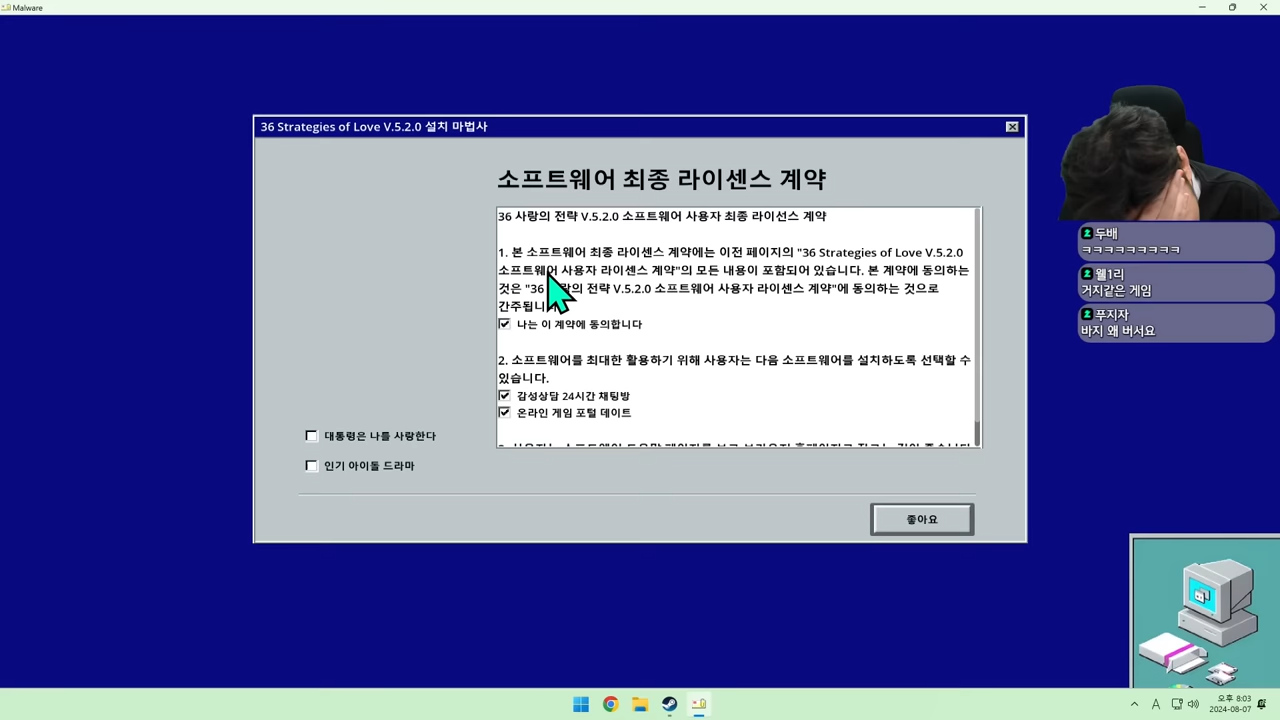 Malware
36 Strategies of Love V.5.2.0 설치 마법사
소프트웨어 최종 라이센스 계약
36 사랑의 전략 V.5.2.0 소프트웨어 사용자 최종 라이선스 계약
1. 본 소프트웨어 최종 라이센스 계약에는 이전 페이지의 "36 Strategies of Love V.5.2.0
소프트웨어 사용자 라이센스 계약"의 모든 내용이 포함되어 있습니다. 본 계약에 동의하는
것은 "36 사랑의 전략 V.5.2.0 소프트웨어 사용자 라이센스 계약"에 동의하는 것으로
간주됩니다.
나는 이 계약에 동의합니다
2. 소프트웨어를 최대한 활용하기 위해 사용자는 다음 소프트웨어를 설치하도록 선택할 수
있습니다.
감성상담 24시간 채팅방
온라인 게임 포털 데이트
대통령은 나를 사랑한다
인기 아이돌 드라마
좋아요
두배
ㅋㅋㅋㅋㅋㅋㅋㅋㅋ
웰1리
거지같은 게임
푸지자
바지 왜 버서요
A
오후 8:03
2024-08-07